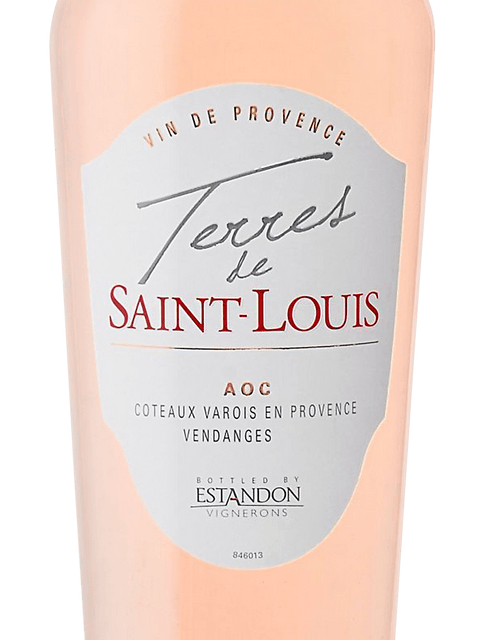 VIN DE PROVENCE
Terres
de
SAINT-LOUIS
AOC
COTEAUX VAROIS EN PROVENCE
VENDANGES
BOTTLED BY
ESTANDON
VIGNERONS
846013